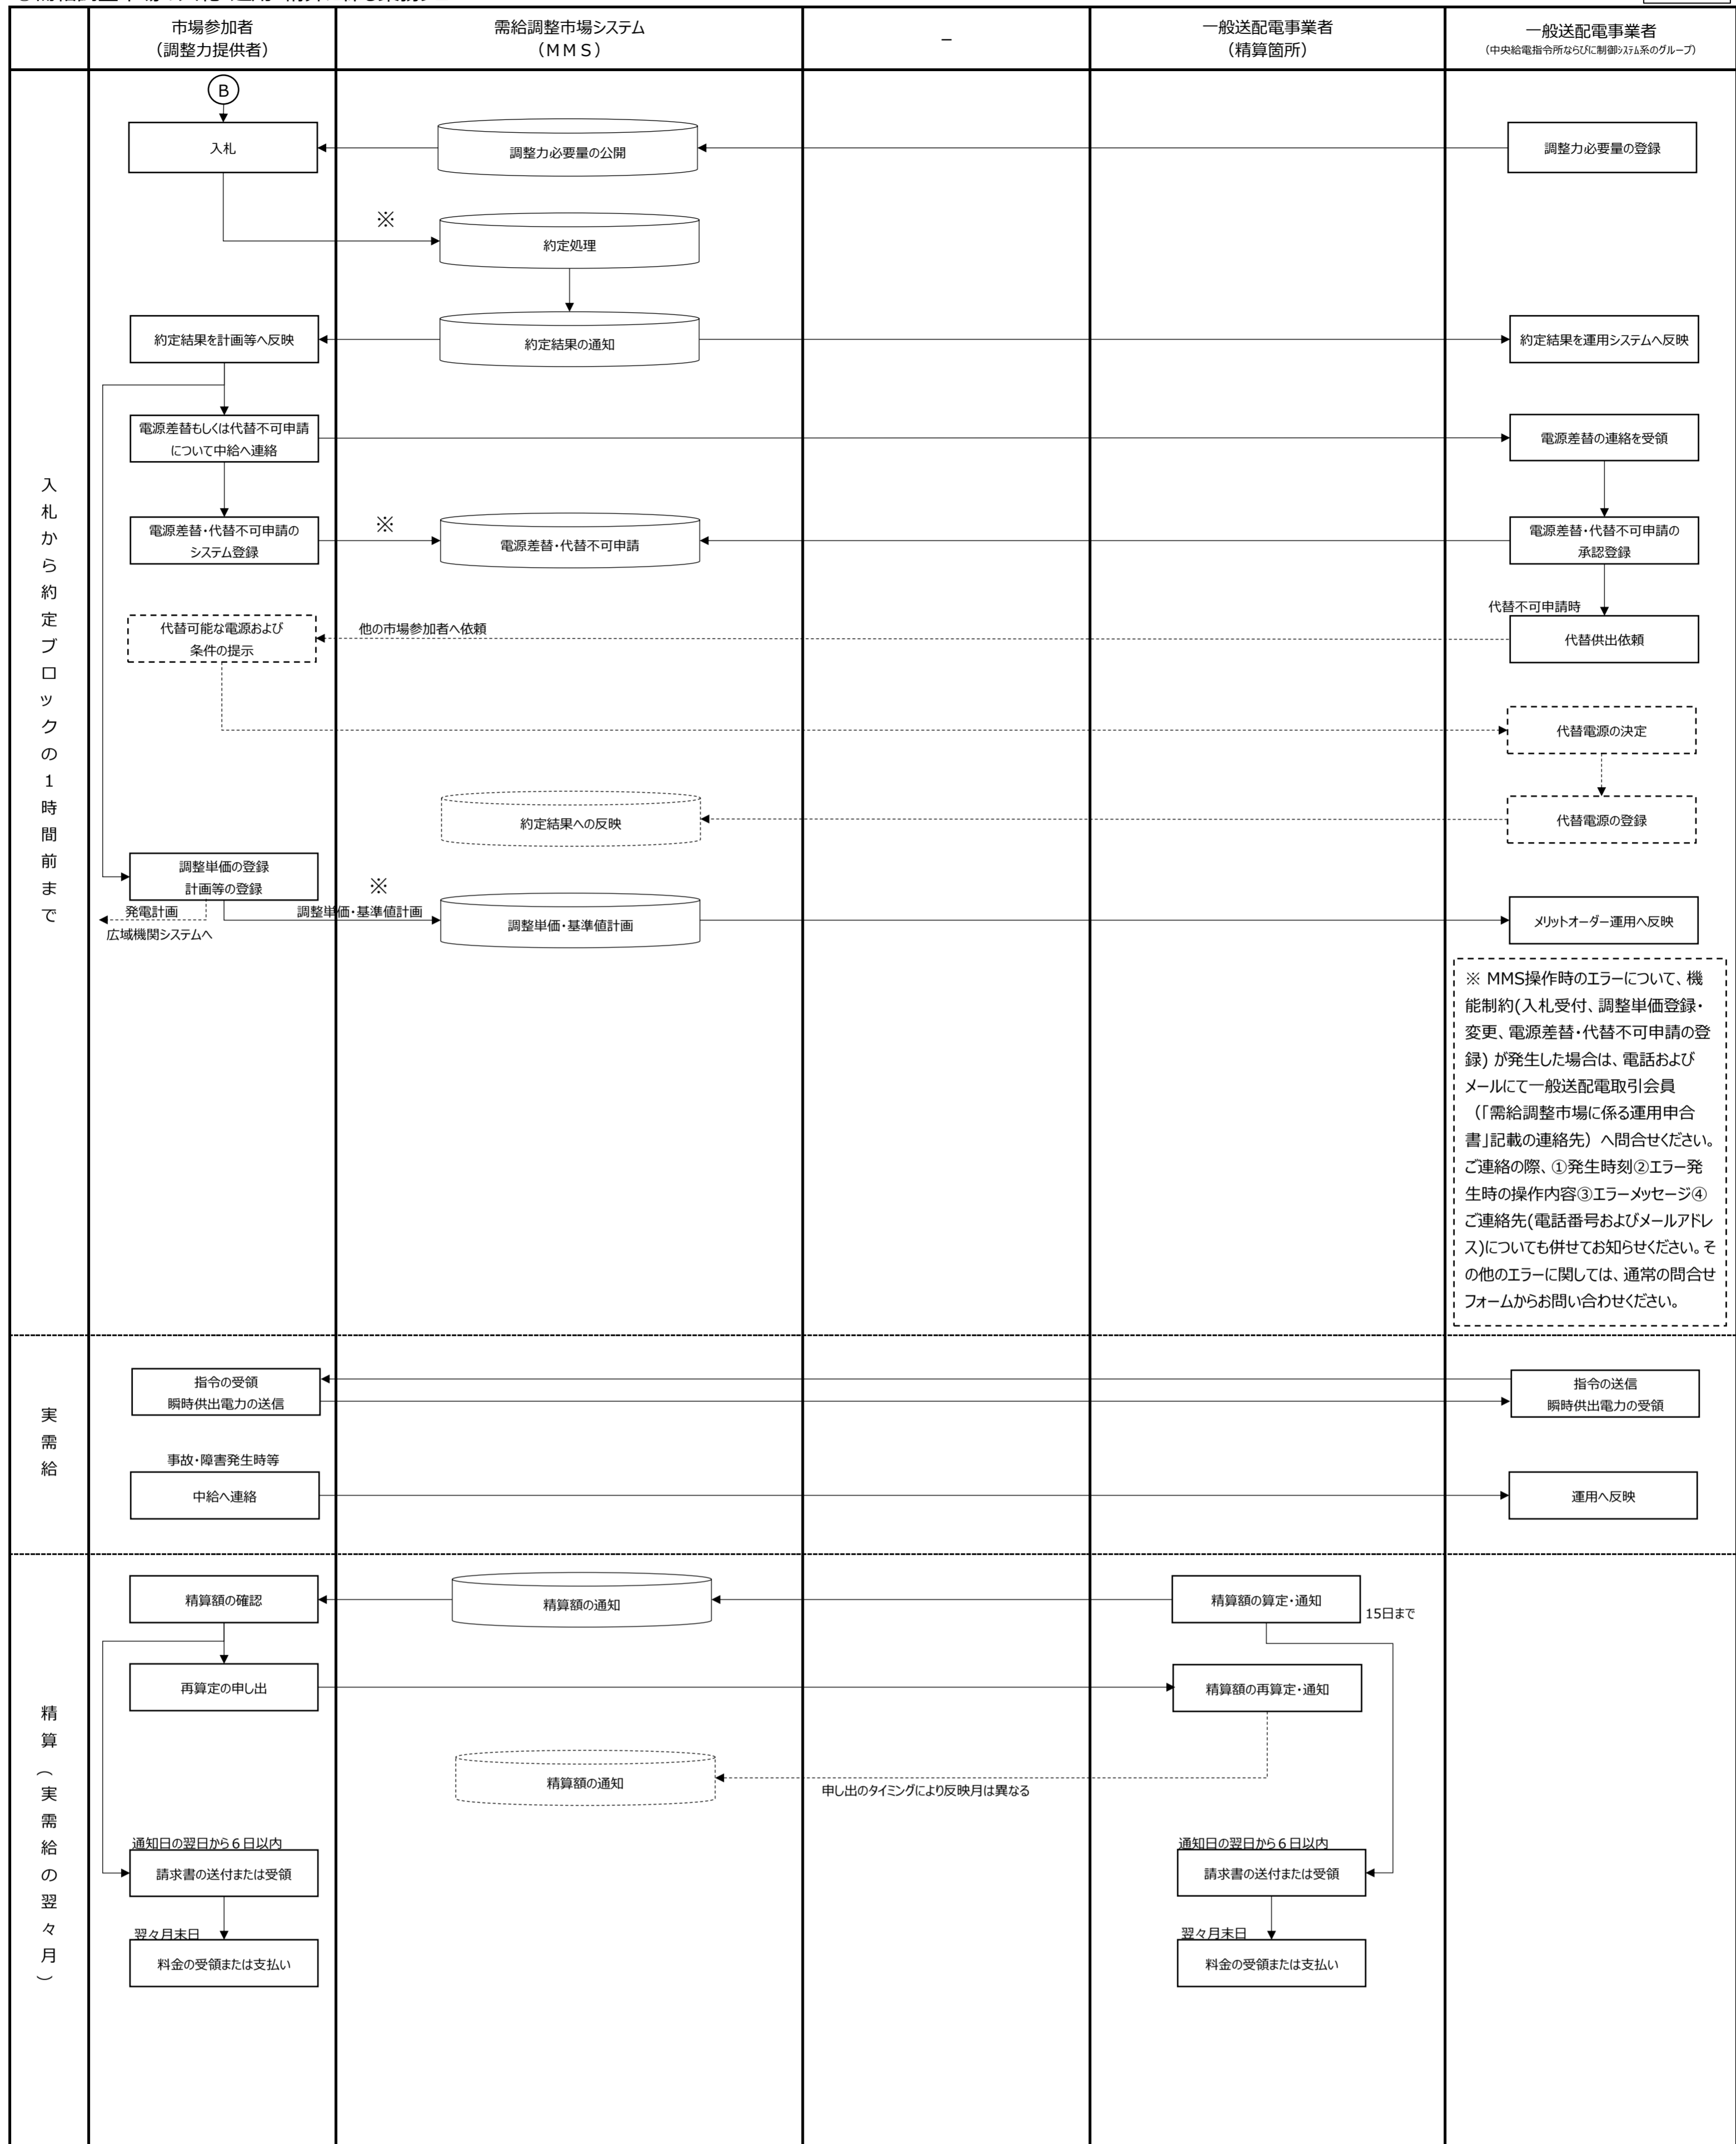 市場参加者
（調整力提供者）
需給調整市場システム
（ＭＭＳ）
－
一般送配電事業者
（精算箇所）
一般送配電事業者
（中央給電指令所ならびに制御ｼｽﾃﾑ系のグループ）
入札から約定ブロックの１時間前まで
B
入札
調整力必要量の公開
調整力必要量の登録
※
約定処理
約定結果を計画等へ反映
約定結果の通知
約定結果を運用システムへ反映
電源差替もしくは代替不可申請
について中給へ連絡
電源差替の連絡を受領
電源差替・代替不可申請の
システム登録
※
電源差替・代替不可申請
電源差替・代替不可申請の
承認登録
代替不可申請時
代替可能な電源および
条件の提示
他の市場参加者へ依頼
代替供出依頼
代替電源の決定
約定結果への反映
代替電源の登録
調整単価の登録
計画等の登録
※
発電計画
広域機関システムへ
調整単価・基準値計画
調整単価・基準値計画
メリットオーダー運用へ反映
※ MMS操作時のエラーについて、機
能制約(入札受付、調整単価登録・
変更、電源差替・代替不可申請の登
録) が発生した場合は、電話および
メールにて一般送配電取引会員
（「需給調整市場に係る運用申合
書」記載の連絡先）へ問合せください。
ご連絡の際、①発生時刻②エラー発
生時の操作内容③エラーメッセージ④
ご連絡先(電話番号およびメールアドレ
ス)についても併せてお知らせください。そ
の他のエラーに関しては、通常の問合せ
フォームからお問い合わせください。
実需給
指令の受領
瞬時供出電力の送信
指令の送信
瞬時供出電力の受領
事故・障害発生時等
中給へ連絡
運用へ反映
精算（実需給の翌々月）
精算額の確認
精算額の通知
精算額の算定・通知
15日まで
再算定の申し出
精算額の再算定・通知
精算額の通知
申し出のタイミングにより反映月は異なる
通知日の翌日から６日以内
請求書の送付または受領
通知日の翌日から６日以内
請求書の送付または受領
翌々月末日
料金の受領または支払い
翌々月末日
料金の受領または支払い